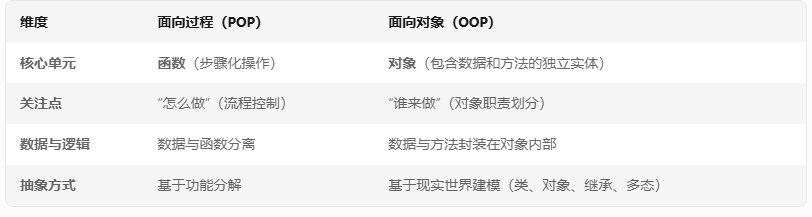 维度 面向过程（POP） 面向对象（OOP）
核心单元 函数（步骤化操作） 对象（包含数据和方法的独立实体）
关注点 “怎么做”（流程控制） “谁来做”（对象职责划分）
数据与逻辑 数据与函数分离 数据与方法封装在对象内部
抽象方式 基于功能分解 基于现实世界建模（类、对象、继承、多态）